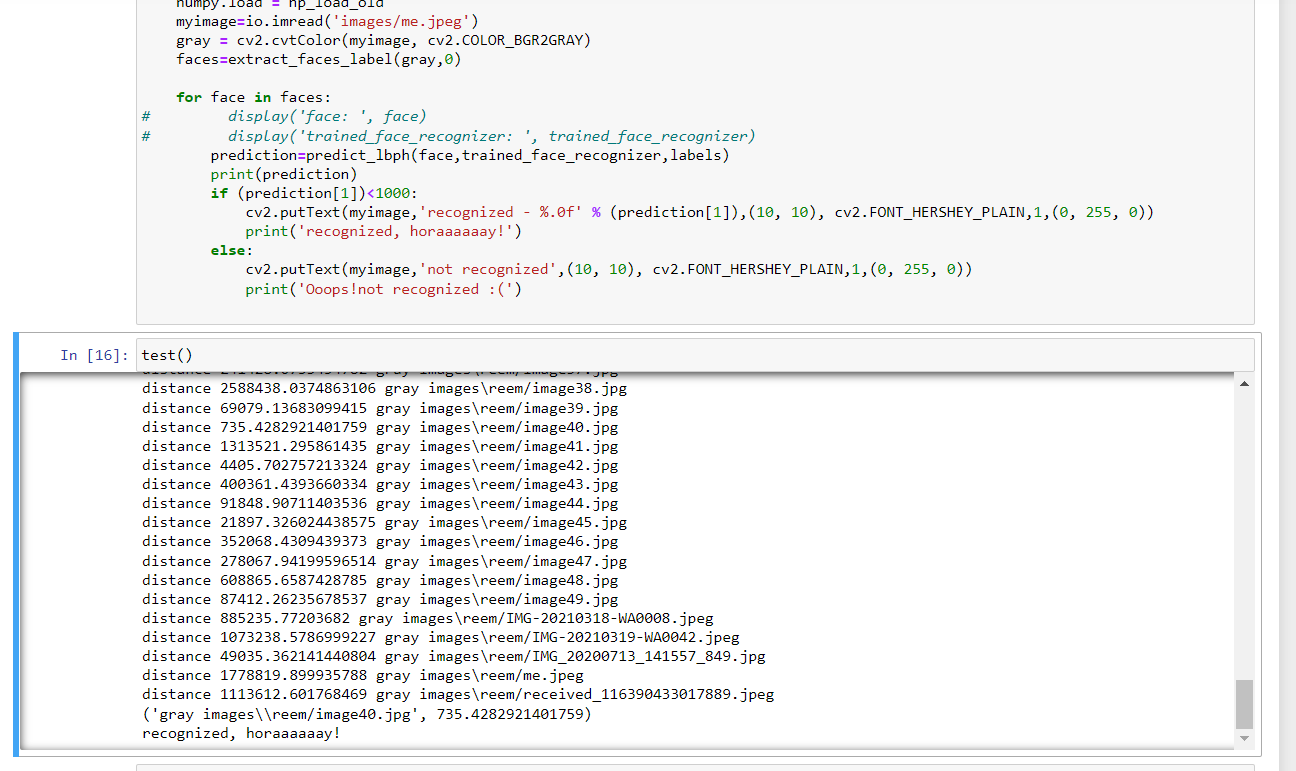 numpy.load = np_load_old
myimage=io.imread('images/me.jpeg')
gray = cv2.cvtColor(myimage, cv2.COLOR_BGR2GRAY)
faces=extract_faces_label(gray,0)
for face in faces:
# display('face: ', face)
# display('trained_face_recognizer: ', trained_face_recognizer)
prediction=predict_lbph(face,trained_face_recognizer,labels)
print(prediction)
if (prediction[1])<1000:
cv2.putText(myimage,'recognized - %.0f' % (prediction[1]),(10, 10), cv2.FONT_HERSHEY_PLAIN,1,(0, 255, 0))
print('recognized, horaaaaaay!')
else:
cv2.putText(myimage,'not recognized',(10, 10), cv2.FONT_HERSHEY_PLAIN,1,(0, 255, 0))
print('Ooops!not recognized :(')
In [16]: test()
distance 2588438.0374863106 gray images\reem/image38.jpg
distance 69079.13683099415 gray images\reem/image39.jpg
distance 735.4282921401759 gray images\reem/image40.jpg
distance 1313521.295861435 gray images\reem/image41.jpg
distance 4405.702757213324 gray images\reem/image42.jpg
distance 400361.4393660334 gray images\reem/image43.jpg
distance 91848.90711403536 gray images\reem/image44.jpg
distance 21897.326024438575 gray images\reem/image45.jpg
distance 352068.4309439373 gray images\reem/image46.jpg
distance 278067.94199596514 gray images\reem/image47.jpg
distance 608865.6587428785 gray images\reem/image48.jpg
distance 87412.26235678537 gray images\reem/image49.jpg
distance 885235.77203682 gray images\reem/IMG-20210318-WA0008.jpeg
distance 1073238.5786999227 gray images\reem/IMG-20210319-WA0042.jpeg
distance 49035.362141440804 gray images\reem/IMG_20200713_141557_849.jpg
distance 1778819.899935788 gray images\reem/me.jpeg
distance 1113612.601768469 gray images\reem/received_116390433017889.jpeg
('gray images\\reem/image40.jpg', 735.4282921401759)
recognized, horaaaaaay!